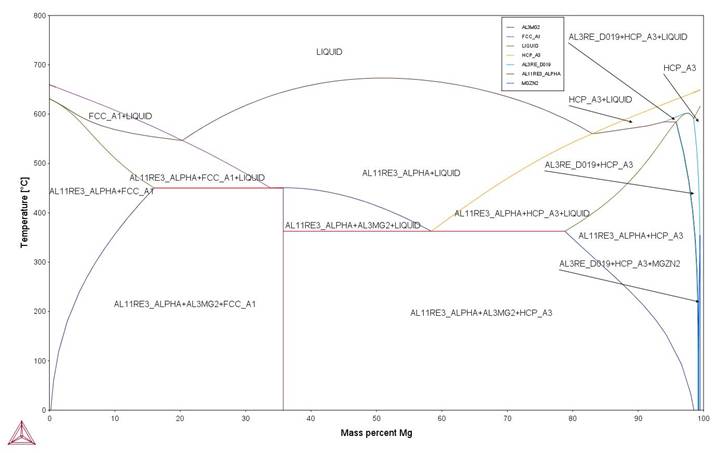 AL3MG2
FCC_A1
LIQUID
HCP_A3
AL3RE_D019
AL11RE3_ALPHA
MGZN2
AL3RE_D019+HCP_A3+LIQUID
LIQUID
HCP_A3
HCP_A3+LIQUID
FCC_A1+LIQUID
AL11RE3_ALPHA+FCC_A1+LIQUID
AL11RE3_ALPHA+LIQUID
AL3RE_D019+HCP_A3
AL11RE3_ALPHA+FCC_A1
AL11RE3_ALPHA+AL3MG2+LIQUID
AL11RE3_ALPHA+HCP_A3+LIQUID
AL11RE3_ALPHA+HCP_A3
AL3RE_D019+HCP_A3+MGZN2
AL11RE3_ALPHA+AL3MG2+FCC_A1
AL11RE3_ALPHA+AL3MG2+HCP_A3
Temperature [°C]
800
700
600
500
400
300
200
100
0
0 10 20 30 40 50 60 70 80 90 100
Mass percent Mg